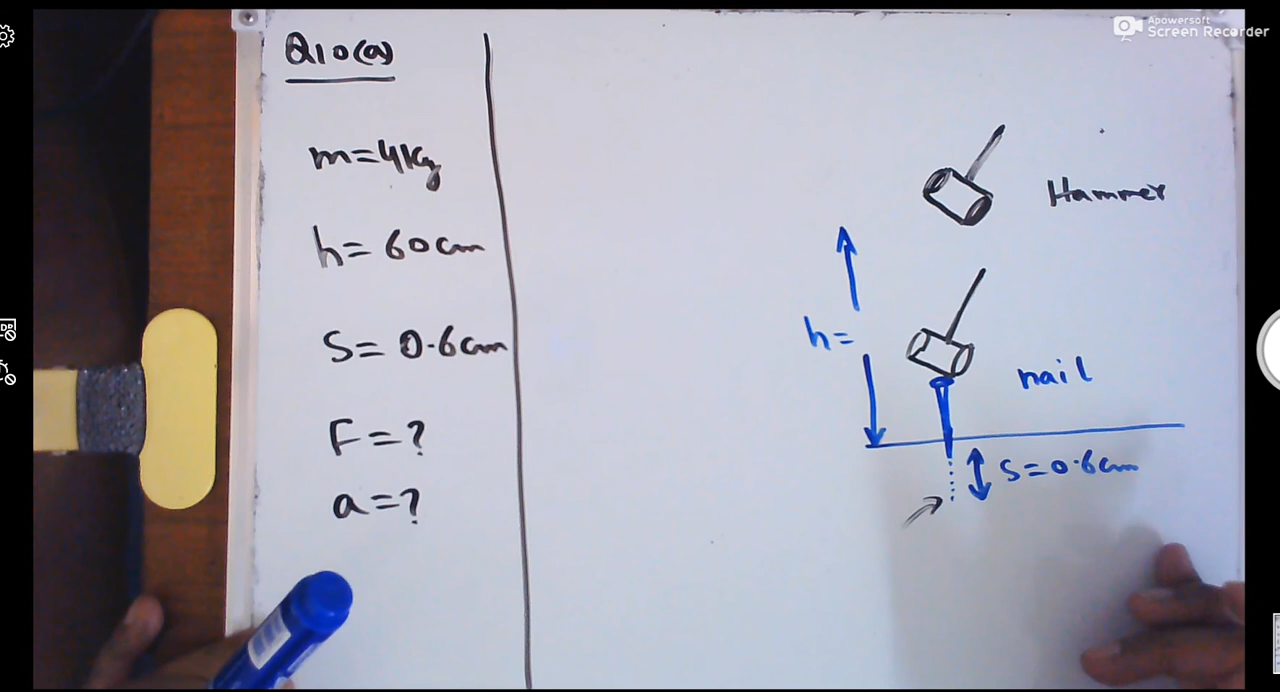 Q10(a)
m=4Kg
h= 60cm
S= 0.6cm
F=?
a=?
Hammer
h=
nail
S=0.6cm
Apowersoft
Screen Recorder